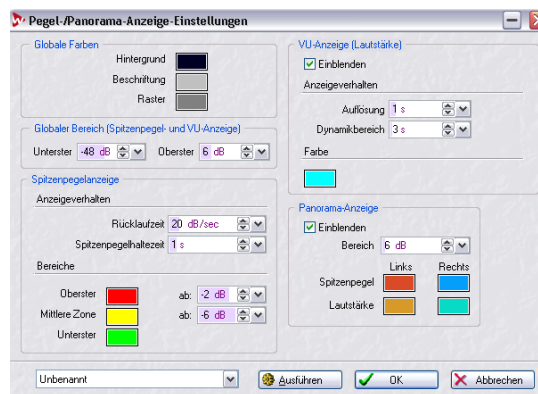 Pegel-/Panorama-Anzeige-Einstellungen
Globale Farben
Hintergrund
Beschriftung
Raster
Globaler Bereich (Spitzenpegel- und VU-Anzeige)
Unterster -48 dB Oberster 6 dB
Spitzenpegelanzeige
Anzeigeverhalten
Rücklaufzeit 20 dB/sec
Spitzenpegelhaltezeit 1 s
Bereiche
Oberster ab: -2 dB
Mittlere Zone ab: -6 dB
Unterster
VU-Anzeige (Lautstärke)
Einblenden
Anzeigeverhalten
Auflösung 1 s
Dynamikbereich 3 s
Farbe
Panorama-Anzeige
Einblenden
Bereich 6 dB
Links Rechts
Spitzenpegel
Lautstärke
Unbenannt Ausführen OK Abbrechen